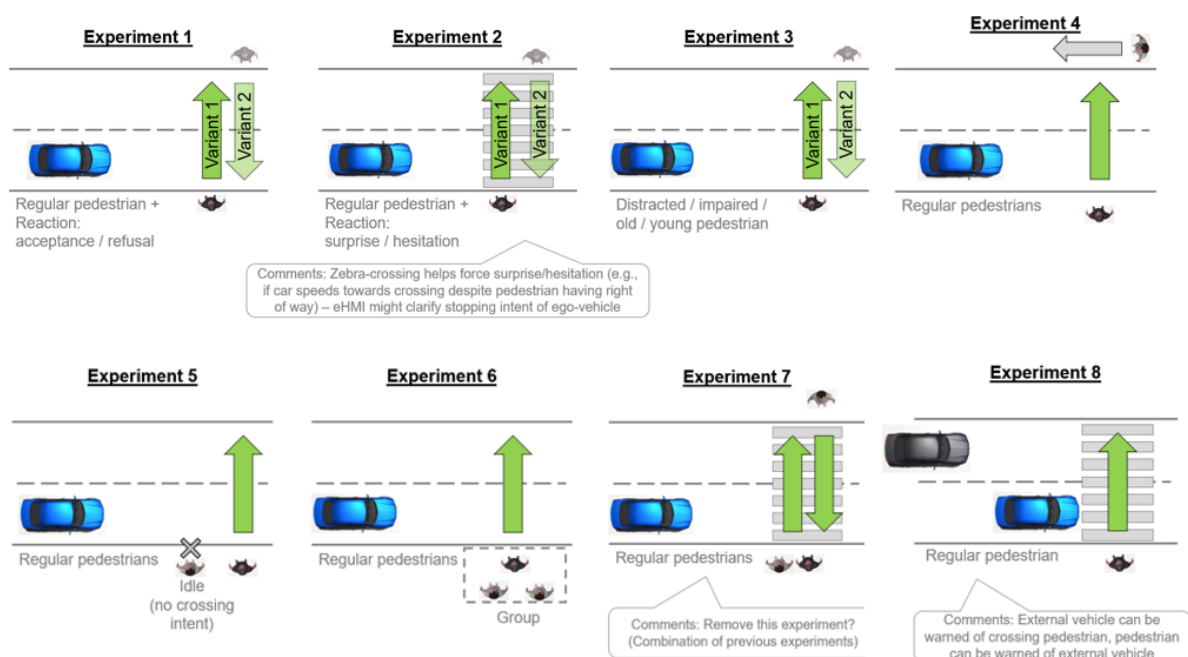 Experiment 1
Experiment 2
Experiment 3
Experiment 4
Variant 1
Variant 2
Variant 1
Variant 2
Variant 1
Variant 2
Regular pedestrian +
Reaction:
acceptance / refusal
Regular pedestrian +
Reaction:
surprise / hesitation
Distracted / impaired /
old / young pedestrian
Regular pedestrians
Comments: Zebra-crossing helps force surprise/hesitation (e.g.,
if car speeds towards crossing despite pedestrian having right
of way) – eHMI might clarify stopping intent of ego-vehicle
Experiment 5
Experiment 6
Experiment 7
Experiment 8
Regular pedestrians
Idle
(no crossing
intent)
Regular pedestrians
Group
Regular pedestrians
Regular pedestrian
Comments: Remove this experiment?
(Combination of previous experiments)
Comments: External vehicle can be
warned of crossing pedestrian, pedestrian
can be warned of external vehicle